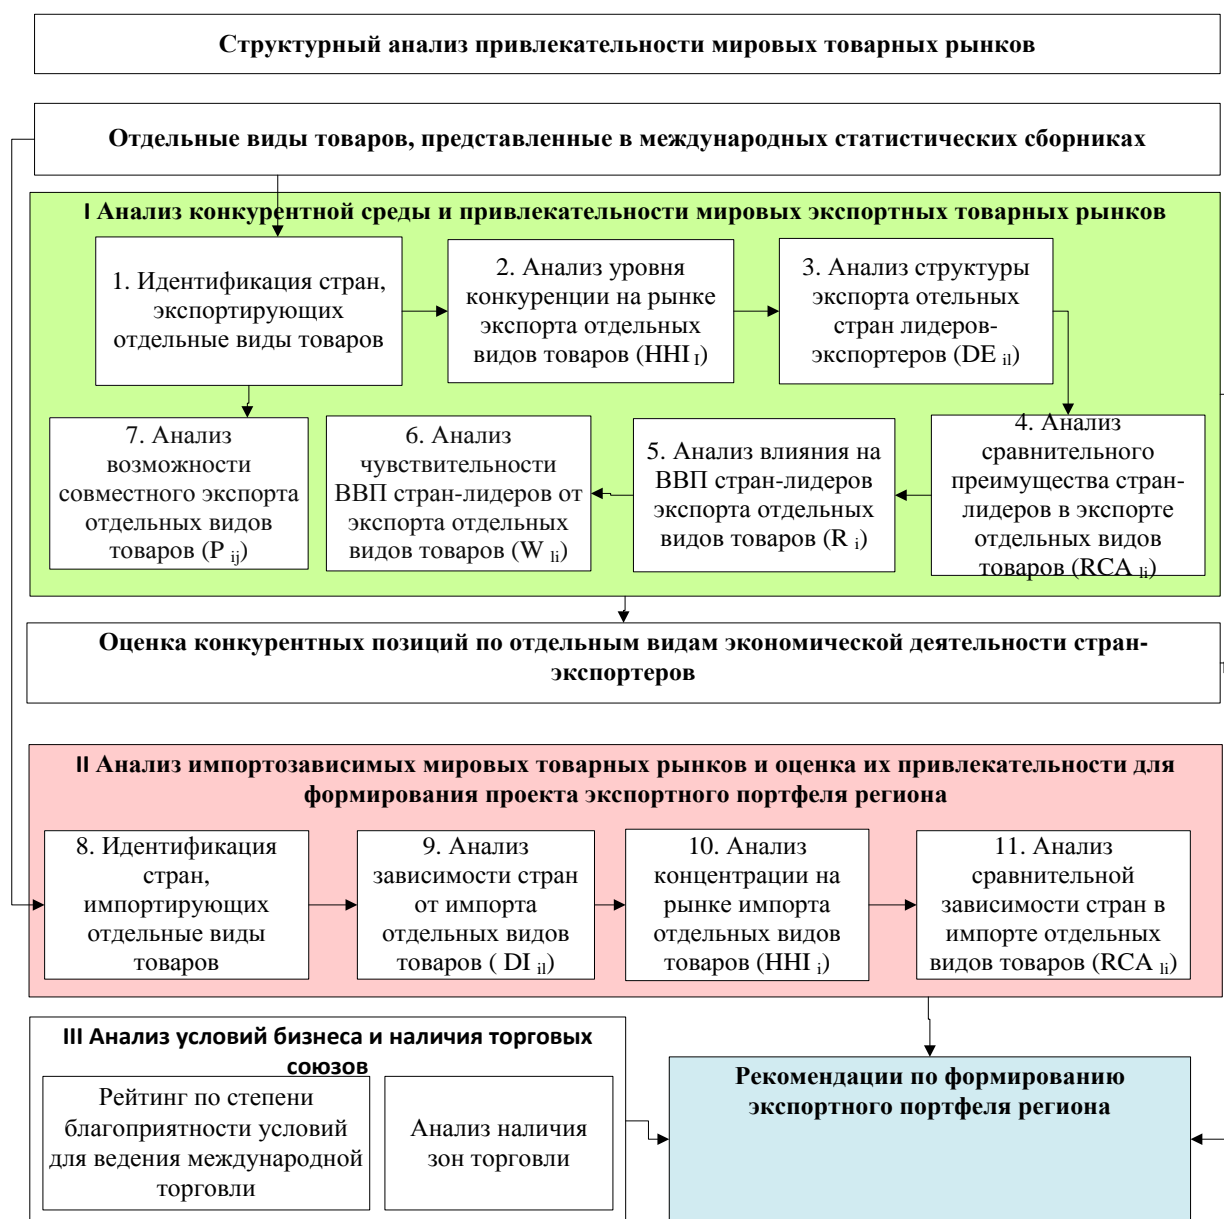 Структурный анализ привлекательности мировых товарных рынков
Отдельные виды товаров, представленные в международных статистических сборниках
I Анализ конкурентной среды и привлекательности мировых экспортных товарных рынков
1. Идентификация стран,
экспортирующих
отдельные виды товаров
2. Анализ уровня
конкуренции на рынке
экспорта отдельных
видов товаров (HHI I)
3. Анализ структуры
экспорта отельных
стран лидеров-
экспортеров (DE il)
7. Анализ
возможности
совместного экспорта
отдельных видов
товаров (P ij)
6. Анализ
чувствительности
ВВП стран-лидеров от
экспорта отдельных
видов товаров (W li)
5. Анализ влияния на
ВВП стран-лидеров
экспорта отдельных
видов товаров (R i)
4. Анализ
сравнительного
преимущества стран-
лидеров в экспорте
отдельных видов
товаров (RCA li)
Оценка конкурентных позиций по отдельным видам экономической деятельности стран-
экспортеров
II Анализ импортозависимых мировых товарных рынков и оценка их привлекательности для
формирования проекта экспортного портфеля региона
8. Идентификация
стран,
импортирующих
отдельные виды
товаров
9. Анализ
зависимости стран
от импорта
отдельных видов
товаров ( DI il)
10. Анализ
концентрации на
рынке импорта
отдельных видов
товаров (HHI i)
11. Анализ
сравнительной
зависимости стран в
импорте отдельных
видов товаров (RCA li)
III Анализ условий бизнеса и наличия торговых
союзов
Рейтинг по степени
благоприятности условий
для ведения международной
торговли
Анализ наличия
зон торговли
Рекомендации по формированию
экспортного портфеля региона